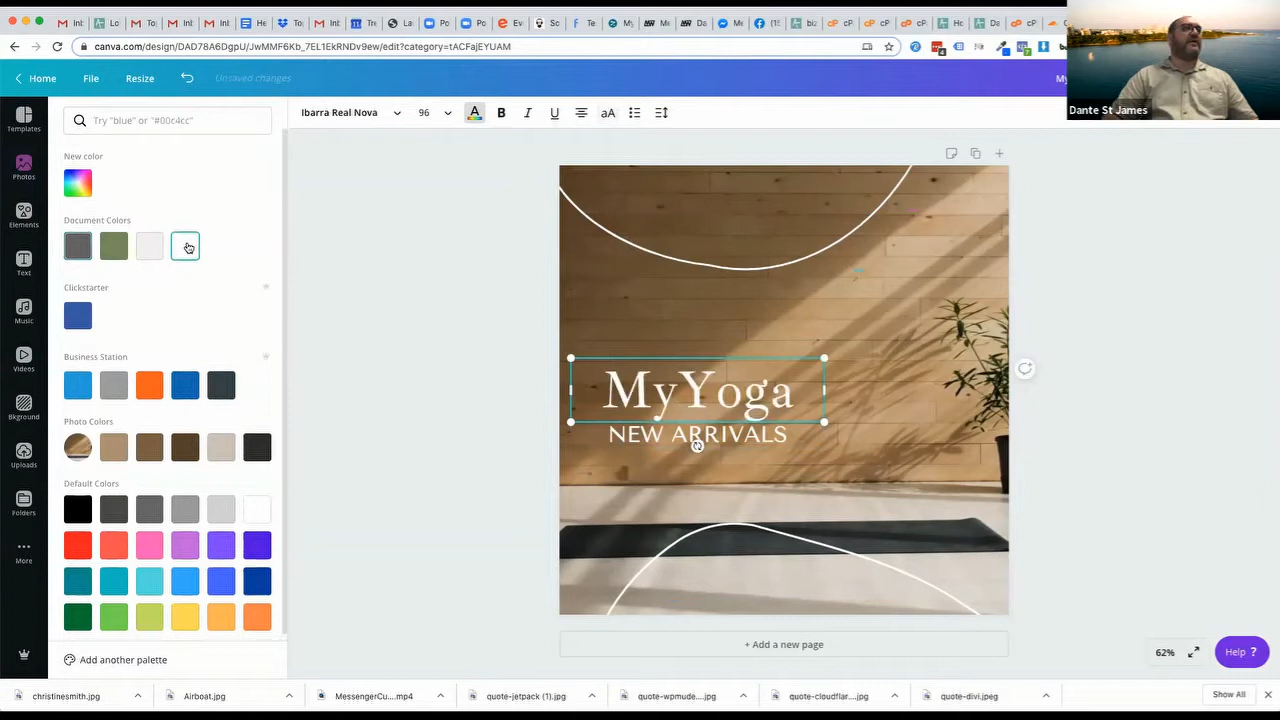 canva.com/design/DAD78A6DgpU/JwMMF6Kb_7EL1EkRNDv9ew/edit?category=tACFajEYUAM
Home
File
Resize
Unsaved changes
Dante St James
Templates
Photos
Elements
Text
Music
Videos
Bkground
Uploads
Folders
More
Try "blue" or "#00c4cc"
New color
Document Colors
Clickstarter
Business Station
Photo Colors
Default Colors
Add another palette
Ibarra Real Nova
96
A
B
I
U
aA
MyYoga
NEW ARRIVALS
+ Add a new page
62%
Help ?
christinesmith.jpg
Airboat.jpg
MessengerCu....mp4
quote-jetpack (1).jpg
quote-wpmude....jpg
quote-cloudflar....jpg
quote-divi.jpeg
Show All